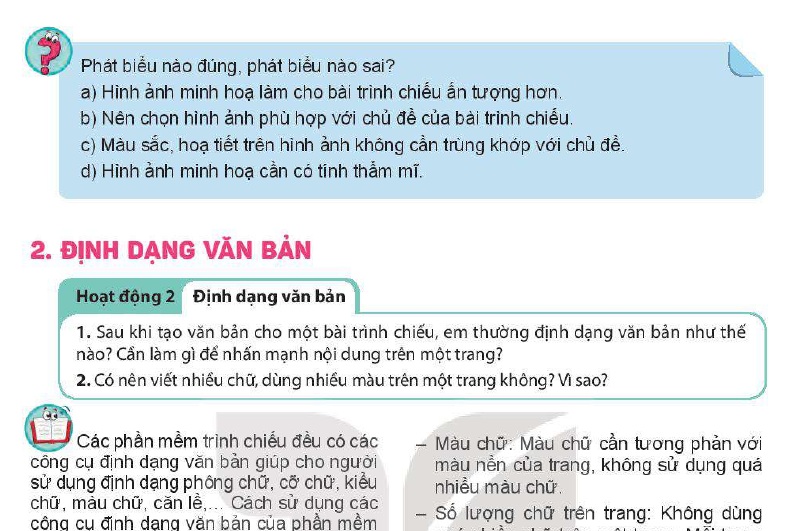 Phát biểu nào đúng, phát biểu nào sai?
a) Hình ảnh minh hoạ làm cho bài trình chiếu ấn tượng hơn.
b) Nên chọn hình ảnh phù hợp với chủ đề của bài trình chiếu.
c) Màu sắc, hoạ tiết trên hình ảnh không cần trùng khớp với chủ đề.
d) Hình ảnh minh hoạ cần có tính thẩm mĩ.
2. ĐỊNH DẠNG VĂN BẢN
Hoạt động 2 Định dạng văn bản
1. Sau khi tạo văn bản cho một bài trình chiếu, em thường định dạng văn bản như thế
nào? Cần làm gì để nhấn mạnh nội dung trên một trang?
2. Có nên viết nhiều chữ, dùng nhiều màu trên một trang không? Vì sao?
Các phần mềm trình chiếu đều có các
công cụ định dạng văn bản giúp cho người
sử dụng định dạng phông chữ, cỡ chữ, kiểu
chữ, màu chữ, căn lề,... Cách sử dụng các
công cụ định dạng văn bản của phần mềm
– Màu chữ: Màu chữ cần tương phản với
màu nền của trang, không sử dụng quá
nhiều màu chữ.
– Số lượng chữ trên trang: Không dùng